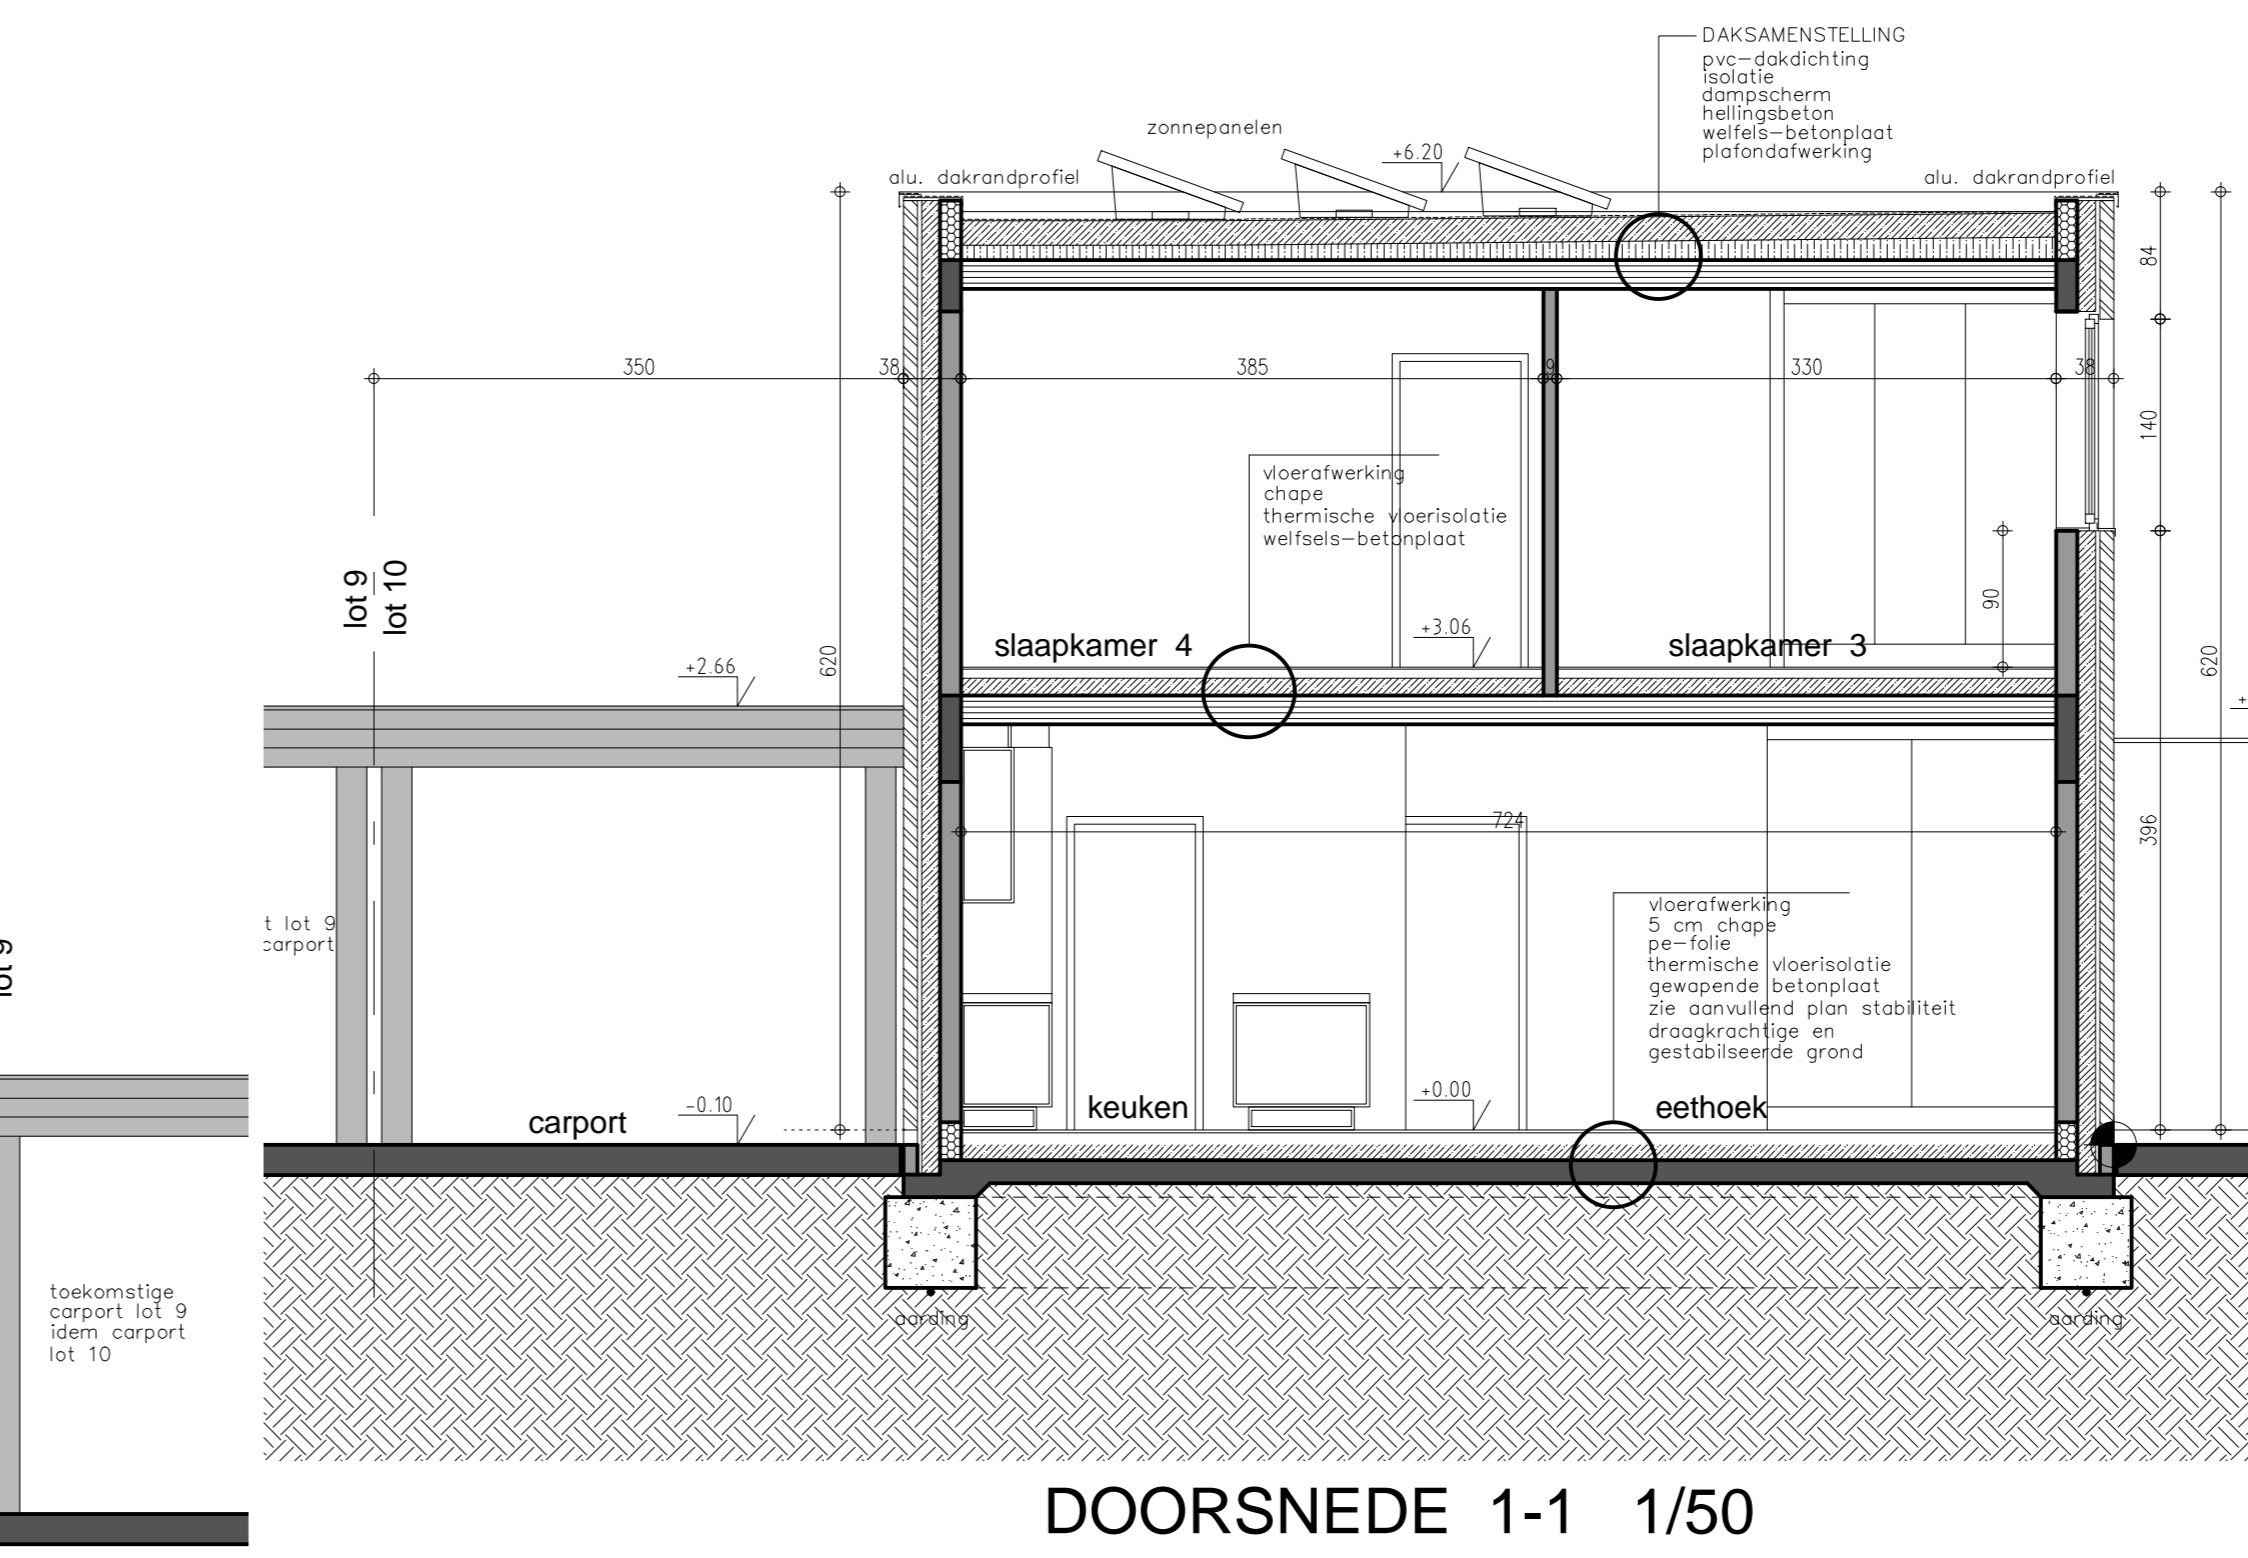 DAKSAMENSTELLING
pvc-dakdichting
isolatie
dampscherm
hellingsbeton
welfels-betonplaat
plafondafwerking
zonnepanelen
+6.20
alu. dakrandprofiel
alu. dakrandprofiel
84
350
38
385
9
330
38
140
vloerafwerking
chape
thermische vloerisolatie
welfsels-betonplaat
lot 9
lot 10
90
+3.06
slaapkamer 4
slaapkamer 3
+2.66
620
620
+
724
396
vloerafwerking
5 cm chape
pe-folie
thermische vloerisolatie
gewapende betonplaat
zie aanvullend plan stabiliteit
draagkrachtige en
gestabilseerde grond
t lot 9
carport
lot 9
+0.00
-0.10
carport
keuken
eethoek
toekomstige
carport lot 9
idem carport
lot 10
aarding
aarding
DOORSNEDE 1-1 1/50